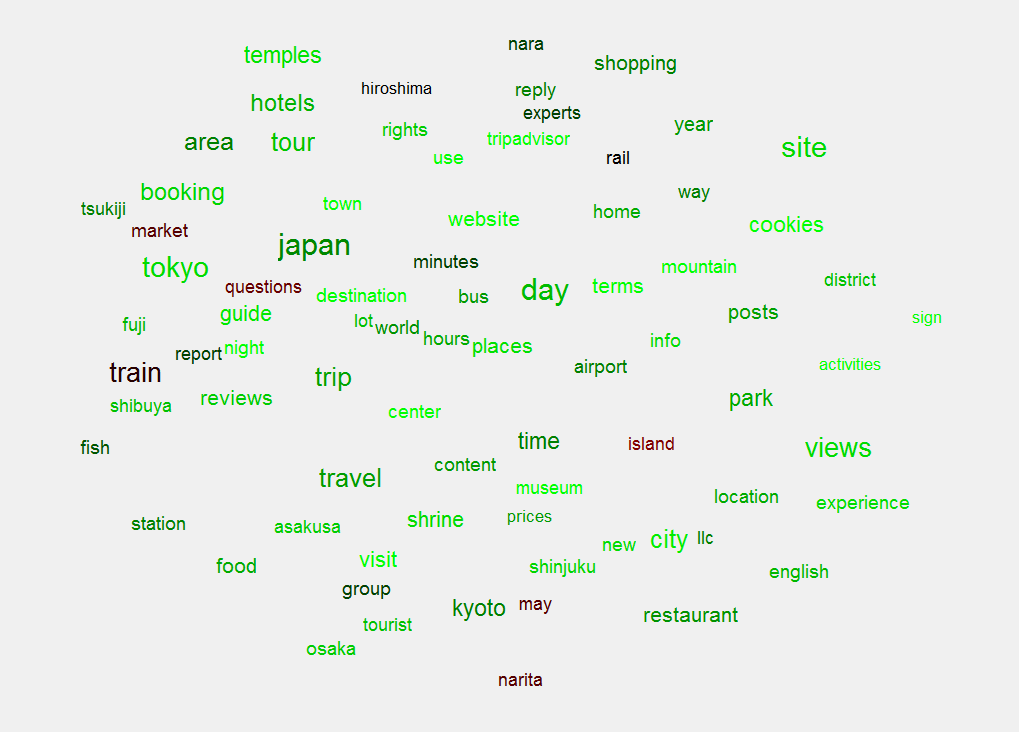 nara
temples
shopping
hiroshima
reply
hotels
experts
year
rights
tripadvisor
area
tour
site
use
rail
booking
way
town
tsukiji
home
website
cookies
market
japan
minutes
tokyo
mountain
district
questions
terms
day
destination
bus
guide
posts
sign
lot
fuji
world
hours
info
places
night
report
activities
airport
train
trip
reviews
park
shibuya
center
time
island
fish
views
content
travel
museum
location
experience
prices
shrine
station
asakusa
city
llc
new
visit
food
shinjuku
english
group
may
kyoto
restaurant
tourist
osaka
narita